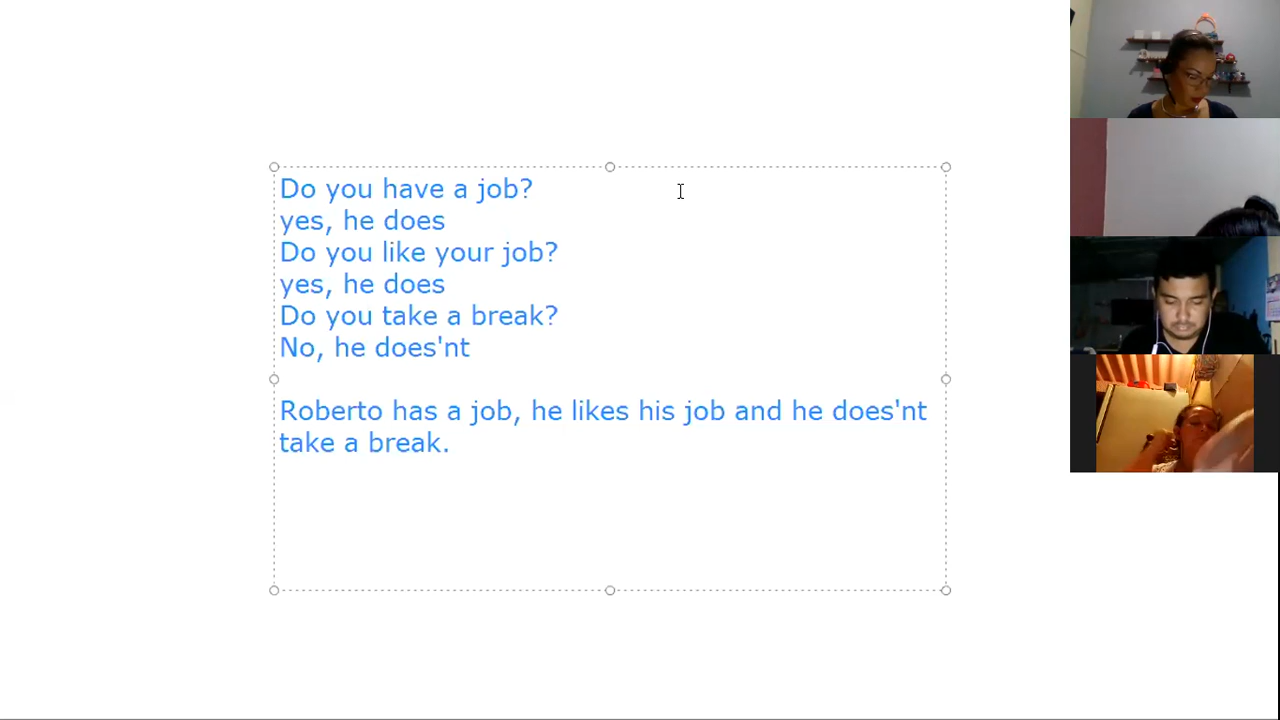 Do you have a job?
yes, he does
Do you like your job?
yes, he does
Do you take a break?
No, he does'nt
Roberto has a job, he likes his job and he does'nt
take a break.